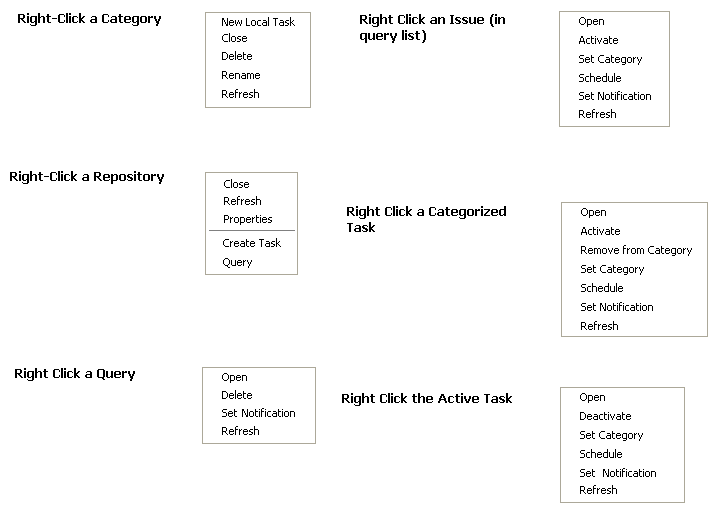 Right-Click a Category
New Local Task
Close
Delete
Rename
Refresh
Right Click an Issue (in
query list)
Open
Activate
Set Category
Schedule
Set Notification
Refresh
Right-Click a Repository
Close
Refresh
Properties
Create Task
Query
Right Click a Categorized
Task
Open
Activate
Remove from Category
Set Category
Schedule
Set Notification
Refresh
Right Click a Query
Open
Delete
Set Notification
Refresh
Right Click the Active Task
Open
Deactivate
Set Category
Schedule
Set Notification
Refresh